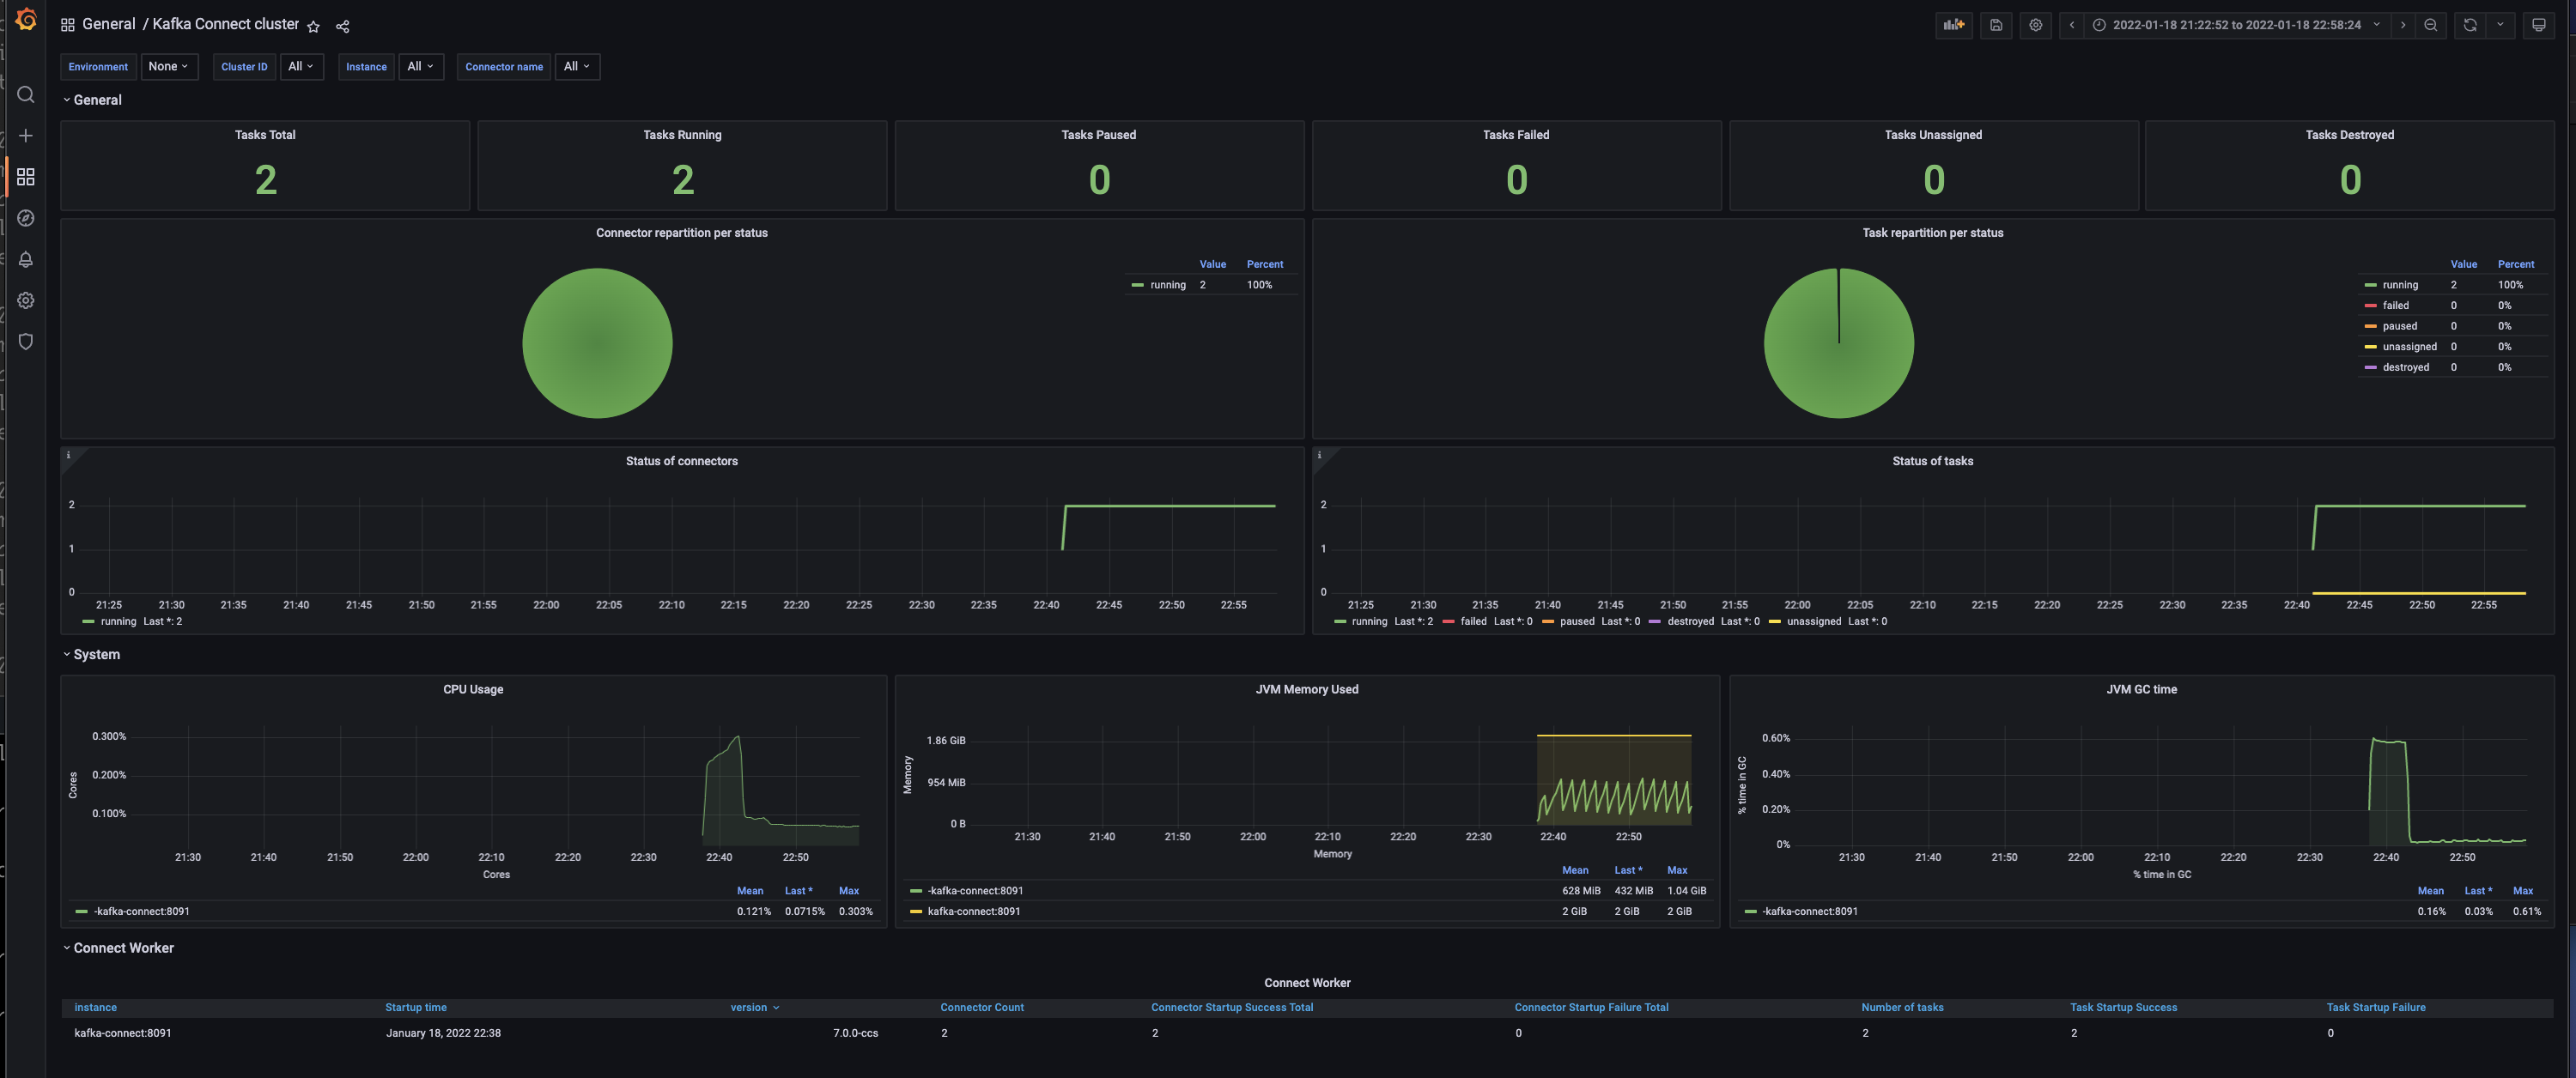 General / Kafka Connect cluster
2022-01-18 21:22:52 to 2022-01-18 22:58:24
Environment None Cluster ID All Instance All Connector name All
General
Tasks Total
2
Tasks Running
2
Tasks Paused
0
Tasks Failed
0
Tasks Unassigned
0
Tasks Destroyed
0
Connector repartition per status
Value Percent
running 2 100%
Task repartition per status
Value Percent
running 2 100%
failed 0 0%
paused 0 0%
unassigned 0 0%
destroyed 0 0%
i
Status of connectors
2
1
0
21:25 21:30 21:35 21:40 21:45 21:50 21:55 22:00 22:05 22:10 22:15 22:20 22:25 22:30 22:35 22:40 22:45 22:50 22:55
running Last *: 2
i
Status of tasks
2
1
0
21:25 21:30 21:35 21:40 21:45 21:50 21:55 22:00 22:05 22:10 22:15 22:20 22:25 22:30 22:35 22:40 22:45 22:50 22:55
running Last *: 2 failed Last *: 0 paused Last *: 0 destroyed Last *: 0 unassigned Last *: 0
System
CPU Usage
Cores
0.300%
0.200%
0.100%
21:30 21:40 21:50 22:00 22:10 22:20 22:30 22:40 22:50
Cores
Mean Last * Max
-kafka-connect:8091 0.121% 0.0715% 0.303%
JVM Memory Used
Memory
1.86 GiB
954 MiB
0 B
21:30 21:40 21:50 22:00 22:10 22:20 22:30 22:40 22:50
Memory
Mean Last * Max
-kafka-connect:8091 628 MiB 432 MiB 1.04 GiB
kafka-connect:8091 2 GiB 2 GiB 2 GiB
JVM GC time
% time in GC
0.60%
0.40%
0.20%
0%
21:30 21:40 21:50 22:00 22:10 22:20 22:30 22:40 22:50
% time in GC
Mean Last * Max
-kafka-connect:8091 0.16% 0.03% 0.61%
Connect Worker
Connect Worker
instance Startup time version Connector Count Connector Startup Success Total Connector Startup Failure Total Number of tasks Task Startup Success Task Startup Failure
kafka-connect:8091 January 18, 2022 22:38 7.0.0-ccs 2 2 0 2 2 0